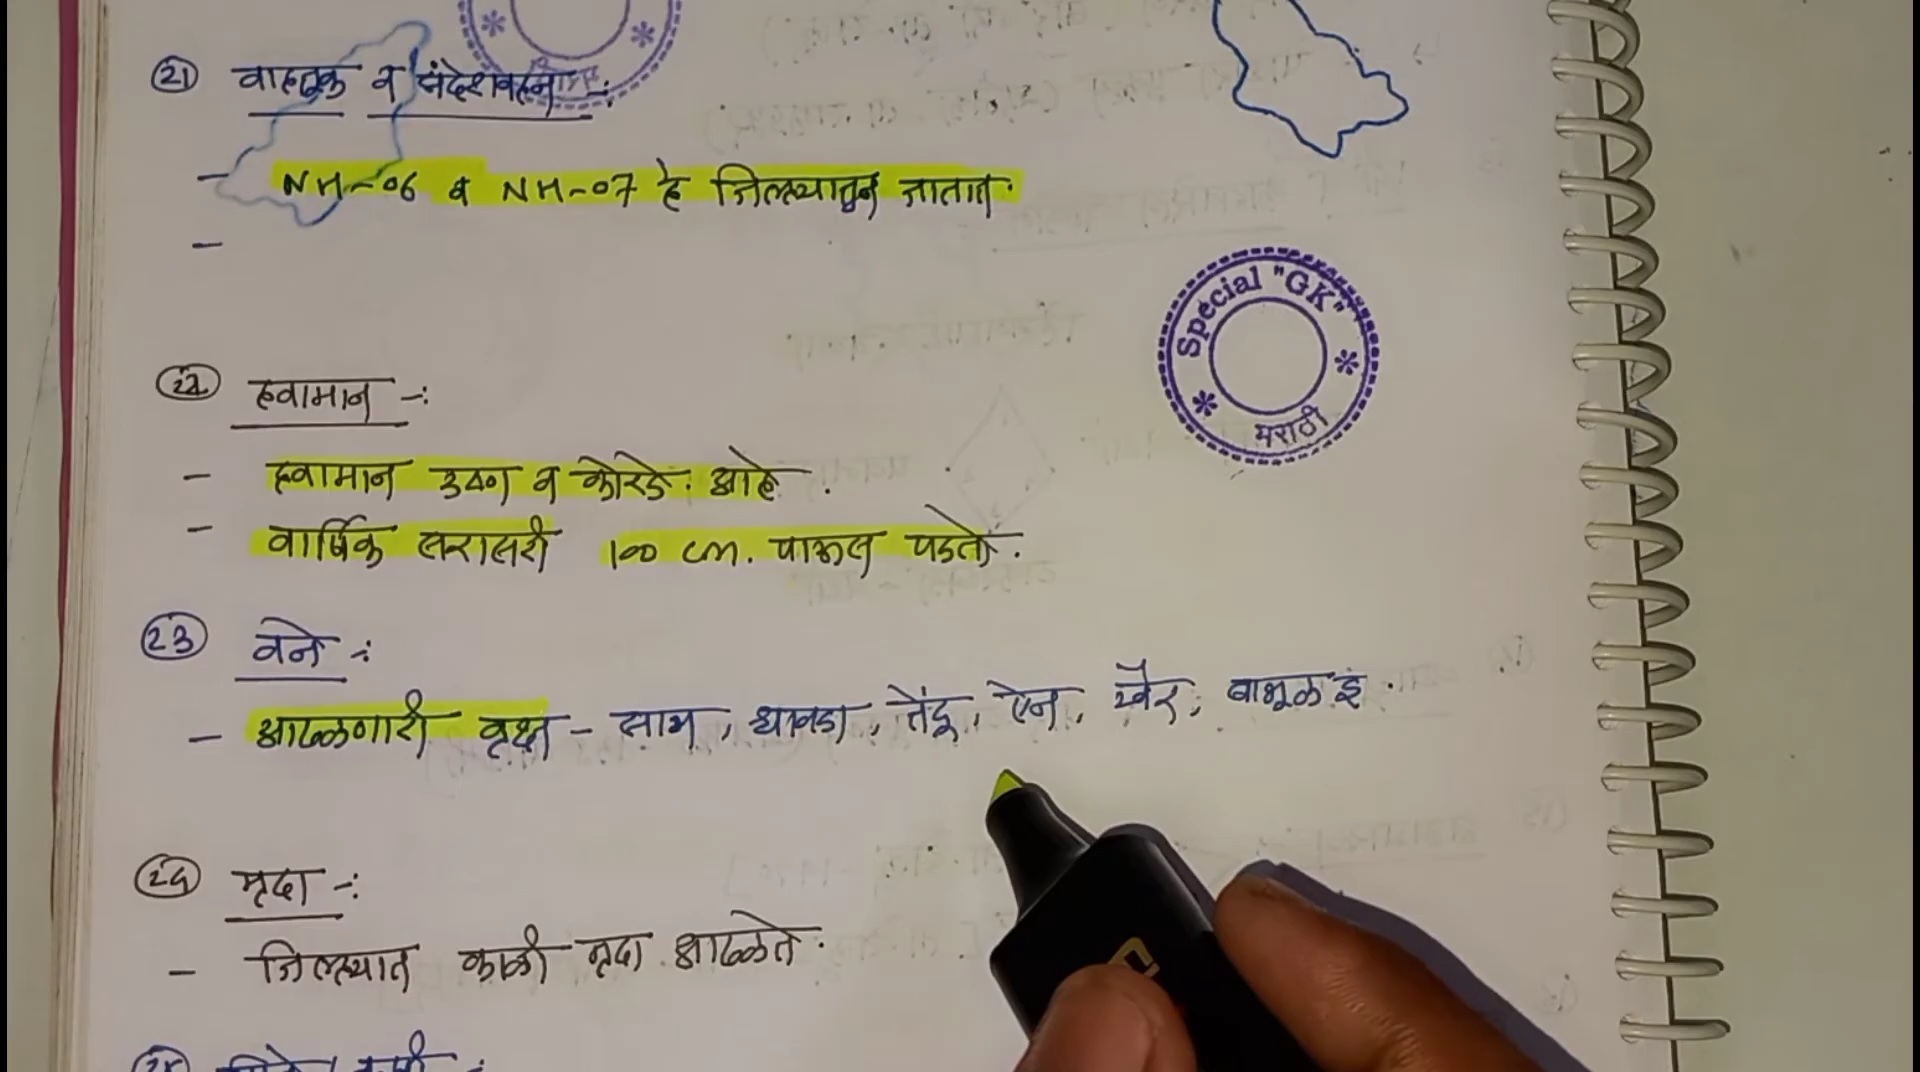 21 वाहतूक व संदेशवहन -:
- NH-06 व NH-07 हे जिल्ह्यातून जातात.
-
Special "GK"
मराठी
22 हवामान -:
- हवामान उष्ण व कोरडे. आहे.
- वार्षिक सरासरी 100 cm. पाऊस पडतो.
23 वने -:
- आढळणारी वृक्ष - साग, धावडा, तेंदू, ऐन, खैर, बाभूळ इ.
24 मृदा -:
- जिल्ह्यात काळी मृदा आढळते.